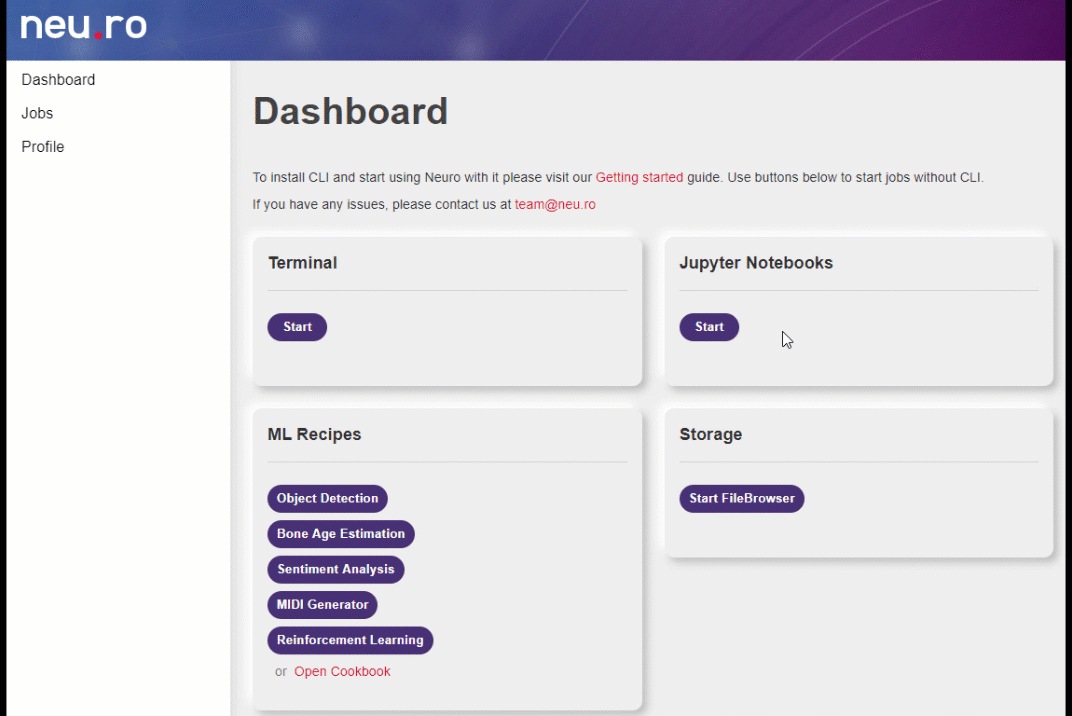 neu.ro
Dashboard
Jobs
Profile
Dashboard
To install CLI and start using Neuro with it please visit our Getting started guide. Use buttons below to start jobs without CLI.
If you have any issues, please contact us at team@neu.ro
Terminal
Start
Jupyter Notebooks
Start
ML Recipes
Object Detection
Bone Age Estimation
Sentiment Analysis
MIDI Generator
Reinforcement Learning
or Open Cookbook
Storage
Start FileBrowser